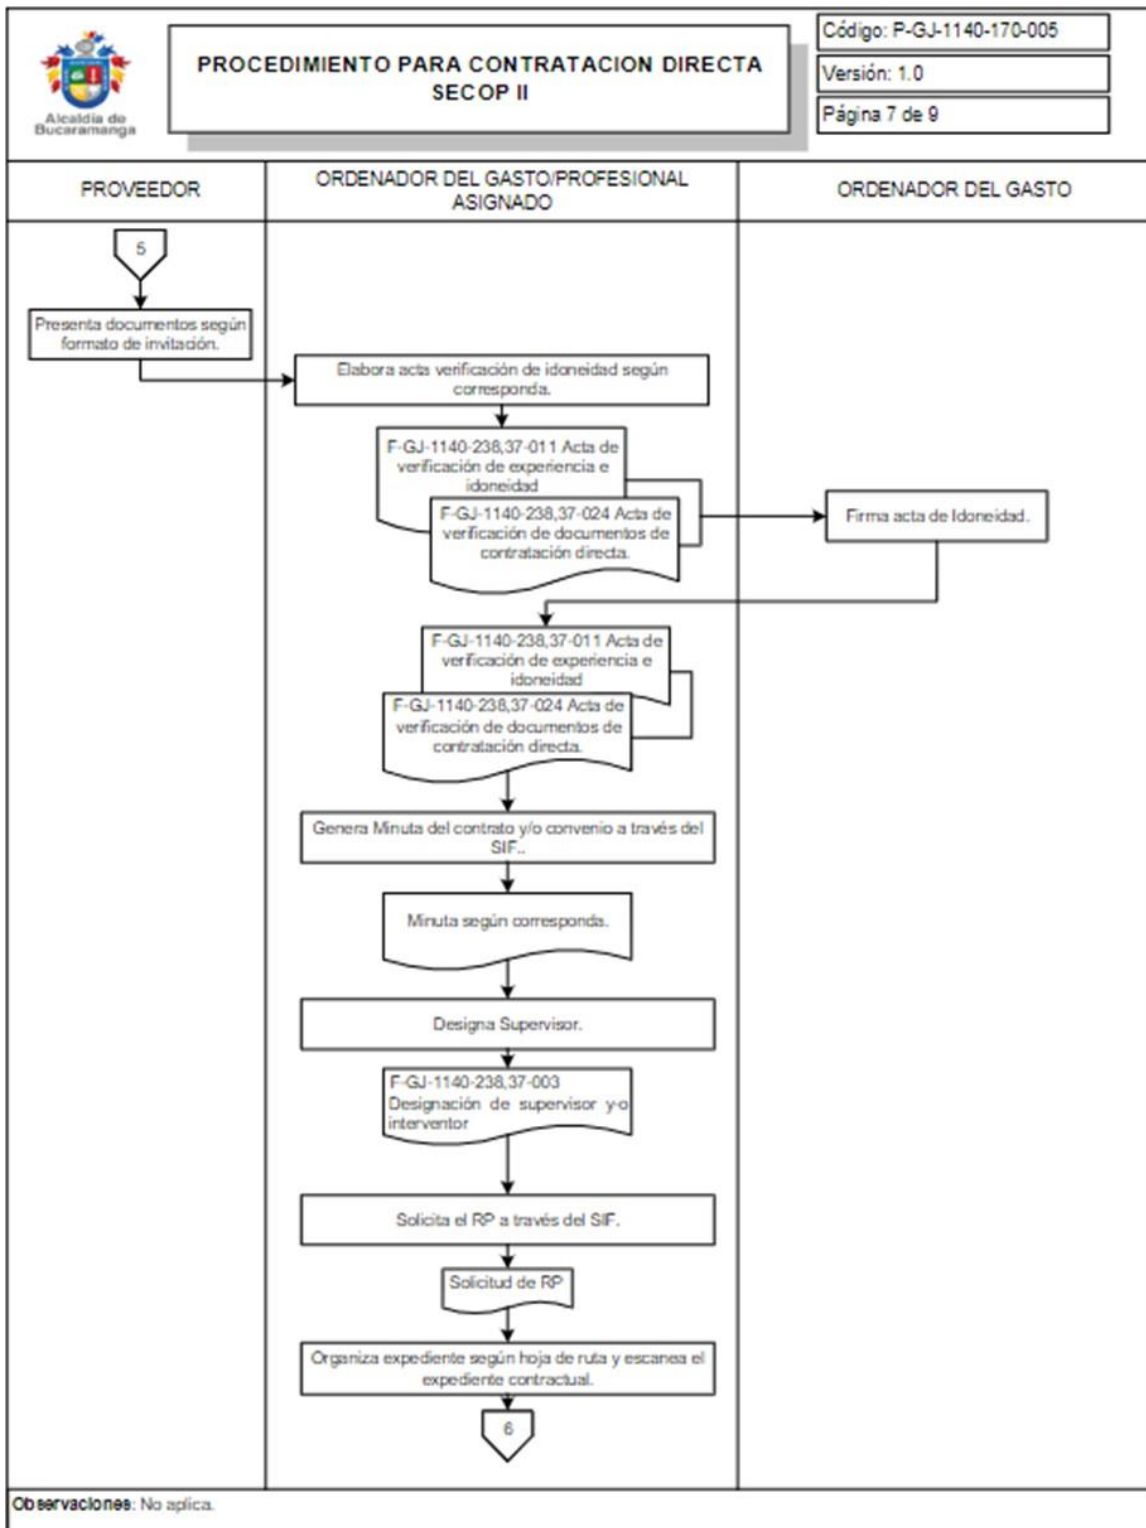 Alcaldía de
Bucaramanga
PROCEDIMIENTO PARA CONTRATACION DIRECTA
SECOP II
Código: P-GJ-1140-170-005
Versión: 1.0
Página 7 de 9
PROVEEDOR
ORDENADOR DEL GASTO/PROFESIONAL
ASIGNADO
ORDENADOR DEL GASTO
5
Presenta documentos según
formato de invitación.
Elabora acta verificación de idoneidad según
corresponda.
F-GJ-1140-238,37-011 Acta de
verificación de experiencia e
idoneidad
F-GJ-1140-238,37-024 Acta de
verificación de documentos de
contratación directa.
Firma acta de Idoneidad.
F-GJ-1140-238,37-011 Acta de
verificación de experiencia e
idoneidad
F-GJ-1140-238,37-024 Acta de
verificación de documentos de
contratación directa.
Genera Minuta del contrato y/o convenio a través del
SIF..
Minuta según corresponda.
Designa Supervisor.
F-GJ-1140-238,37-003
Designación de supervisor y-o
interventor
Solicita el RP a través del SIF.
Solicitud de RP
Organiza expediente según hoja de ruta y escanea el
expediente contractual.
6
Observaciones: No aplica.